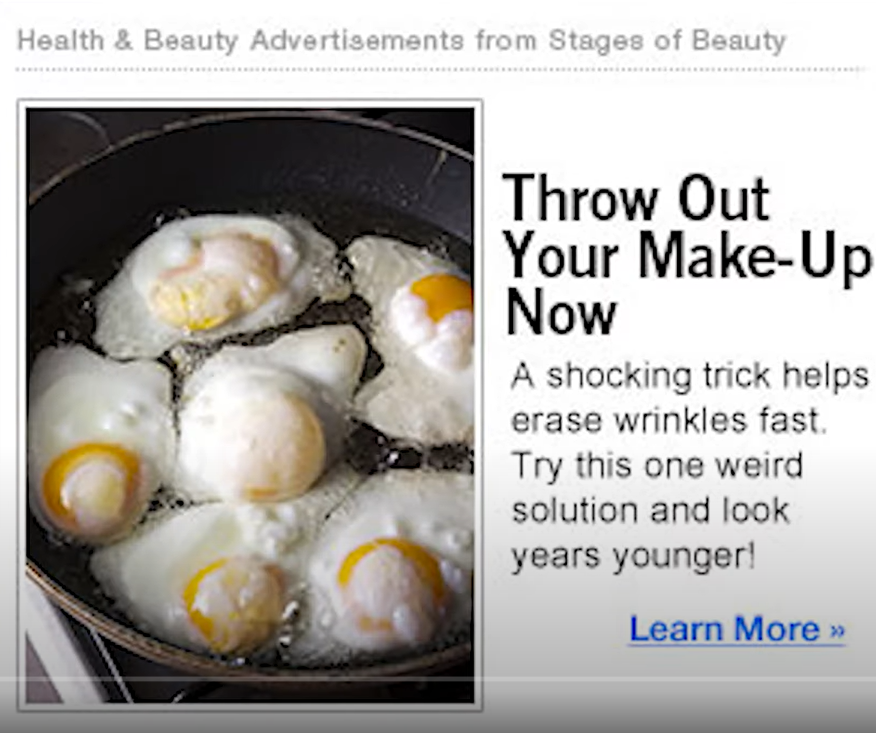 Health & Beauty Advertisements from Stages of Beauty
Throw Out
Your Make-Up
Now
A shocking trick helps
erase wrinkles fast.
Try this one weird
solution and look
years younger!
Learn More »